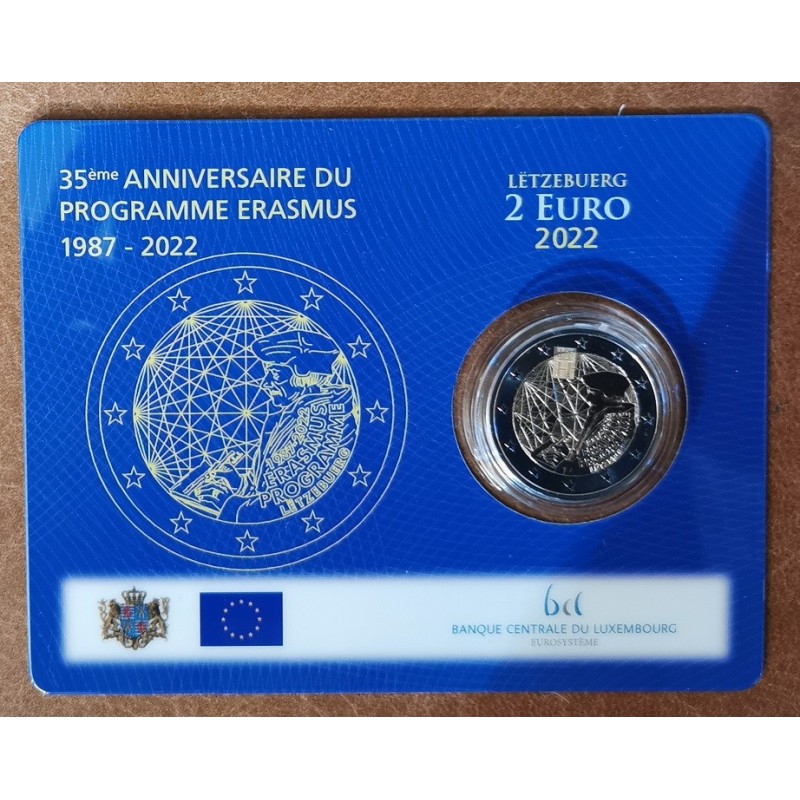 35ème ANNIVERSAIRE DU
PROGRAMME ERASMUS
1987 - 2022
LËTZEBUERG
2 EURO
2022
1987-2022
ERASMUS
PROGRAMME
LËTZEBUERG
bcl
BANQUE CENTRALE DU LUXEMBOURG
EUROSYSTÈME